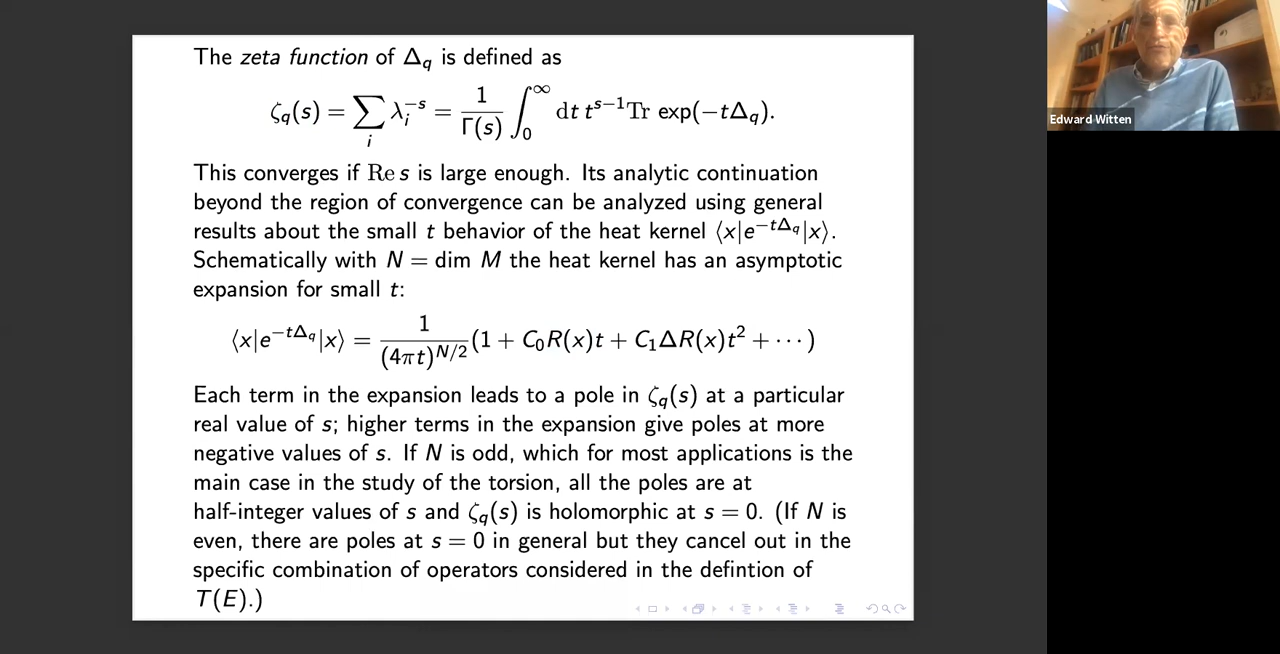 The zeta function of Δ_q is defined as
ζ_q(s) = ∑_i λ_i^{-s} = \frac{1}{Γ(s)} ∫_0^∞ dt t^{s−1} Tr exp(−tΔ_q).
This converges if Re s is large enough. Its analytic continuation
beyond the region of convergence can be analyzed using general
results about the small t behavior of the heat kernel ⟨x|e^{−tΔ_q}|x⟩.
Schematically with N = dim M the heat kernel has an asymptotic
expansion for small t:
⟨x|e^{−tΔ_q}|x⟩ = \frac{1}{(4πt)^{N/2}}(1 + C_0R(x)t + C_1ΔR(x)t^2 + ⋯)
Each term in the expansion leads to a pole in ζ_q(s) at a particular
real value of s; higher terms in the expansion give poles at more
negative values of s. If N is odd, which for most applications is the
main case in the study of the torsion, all the poles are at
half-integer values of s and ζ_q(s) is holomorphic at s = 0. (If N is
even, there are poles at s = 0 in general but they cancel out in the
specific combination of operators considered in the defintion of
T(E).)
Edward Witten